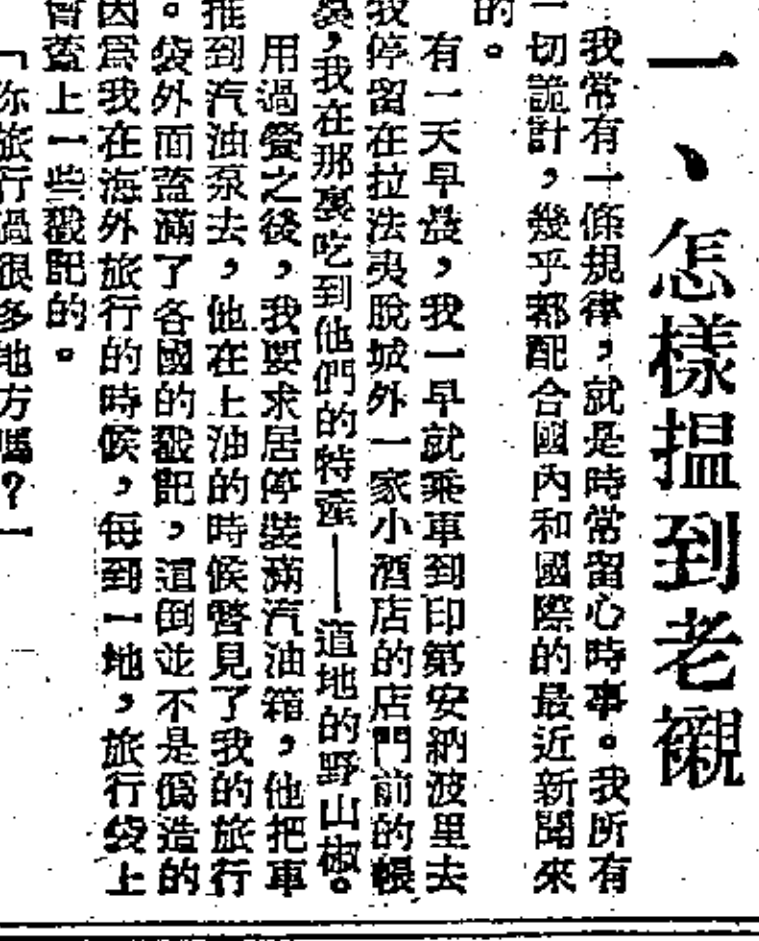 一、怎樣揾到老襯
我常有一條規律，就是時常留心時事。我所有
一切詭計，幾乎都配合國內和國際的最近新聞來
的。
有一天早晨，我一早就乘車到印第安納波里去
我停留在拉法夷脫城外一家小酒店的店門前的帳
裏，我在那裏吃到他們的特產——道地的野山椒。
用過餐之後，我要求居停裝滿汽油箱，他把車
推到汽油泵去，他在上油的時候瞥見了我的旅行
。袋外面蓋滿了各國的戳記，這倒並不是偽造的
因為我在海外旅行的時候，每到一地，旅行袋上
會蓋上一些戳記的。
「你旅行過很多地方嗎？」